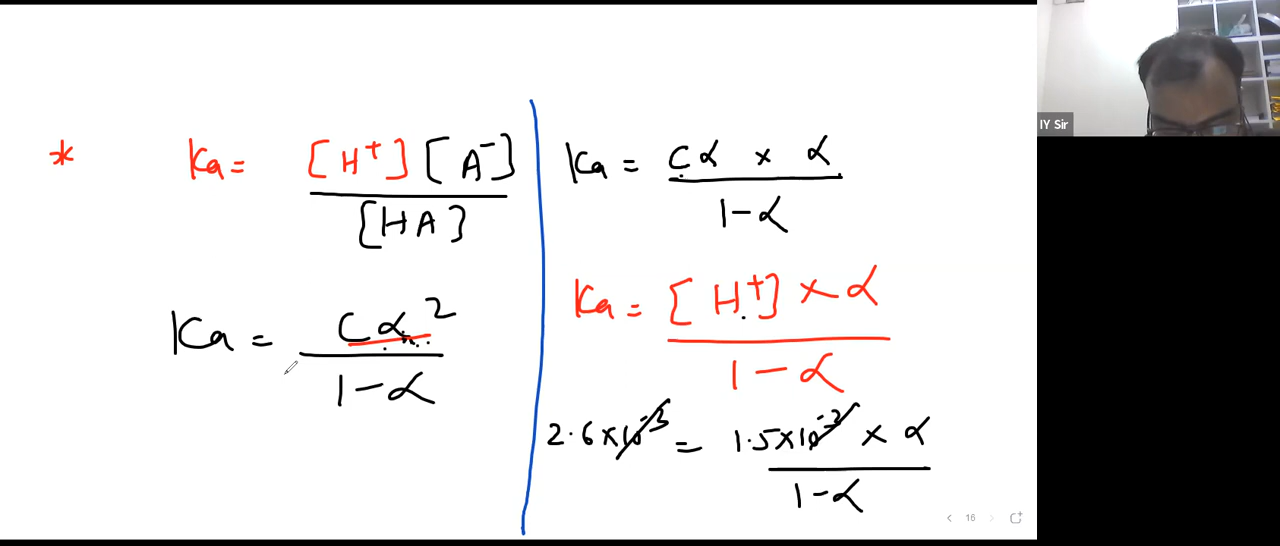 * Ka = [H⁺] [A⁻]
[HA]
Ka = Cα²
1-α
Ka = Cα × α
1-α
Ka = [H⁺] × α
1-α
2.6×10⁻³ = 1.5×10⁻³ × α
1-α
IY Sir
16